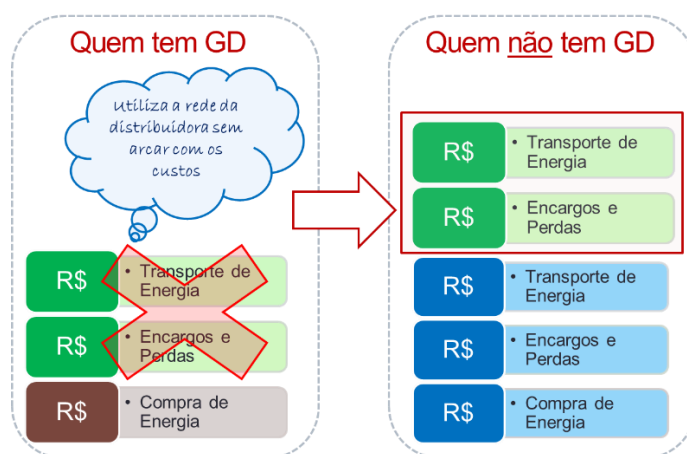 Quem tem GD
Utiliza a rede da
distribuidora sem
arcar com os
custos
R$
• Transporte de
Energia
R$
• Encargos e
Perdas
R$
• Compra de
Energia
Quem não tem GD
R$
• Transporte de
Energia
R$
• Encargos e
Perdas
R$
• Transporte de
Energia
R$
• Encargos e
Perdas
R$
• Compra de
Energia